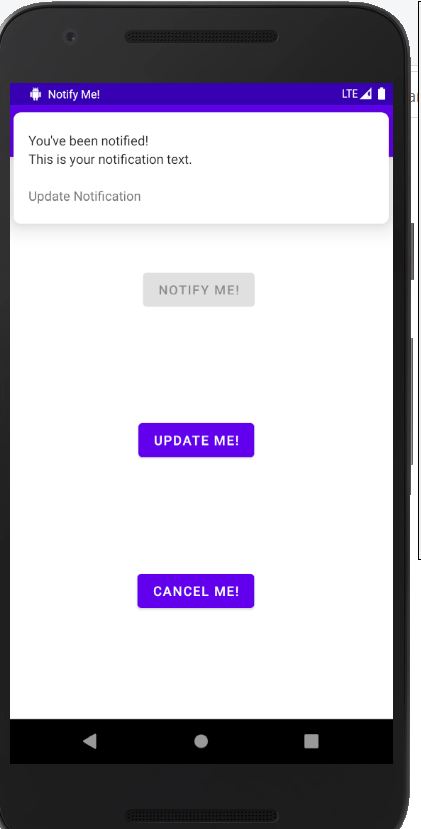 Notify Me!
LTE
You've been notified!
This is your notification text.
Update Notification
NOTIFY ME!
UPDATE ME!
CANCEL ME!